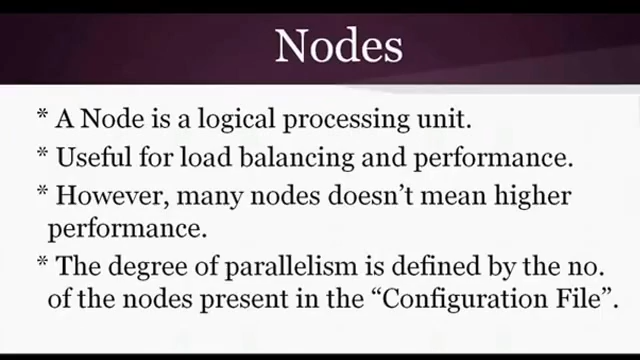 Nodes
* A Node is a logical processing unit.
* Useful for load balancing and performance.
* However, many nodes doesn’t mean higher
performance.
* The degree of parallelism is defined by the no.
of the nodes present in the “Configuration File”.